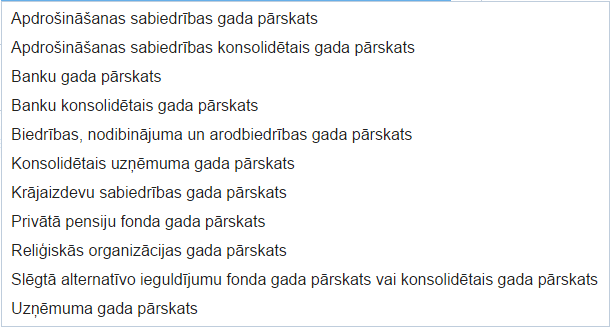 Apdrošināšanas sabiedrības gada pārskats
Apdrošināšanas sabiedrības konsolidētais gada pārskats
Banku gada pārskats
Banku konsolidētais gada pārskats
Biedrības, nodibinājuma un arodbiedrības gada pārskats
Konsolidētais uzņēmuma gada pārskats
Krājaizdevu sabiedrības gada pārskats
Privātā pensiju fonda gada pārskats
Reliģiskās organizācijas gada pārskats
Slēgtā alternatīvo ieguldījumu fonda gada pārskats vai konsolidētais gada pārskats
Uzņēmuma gada pārskats